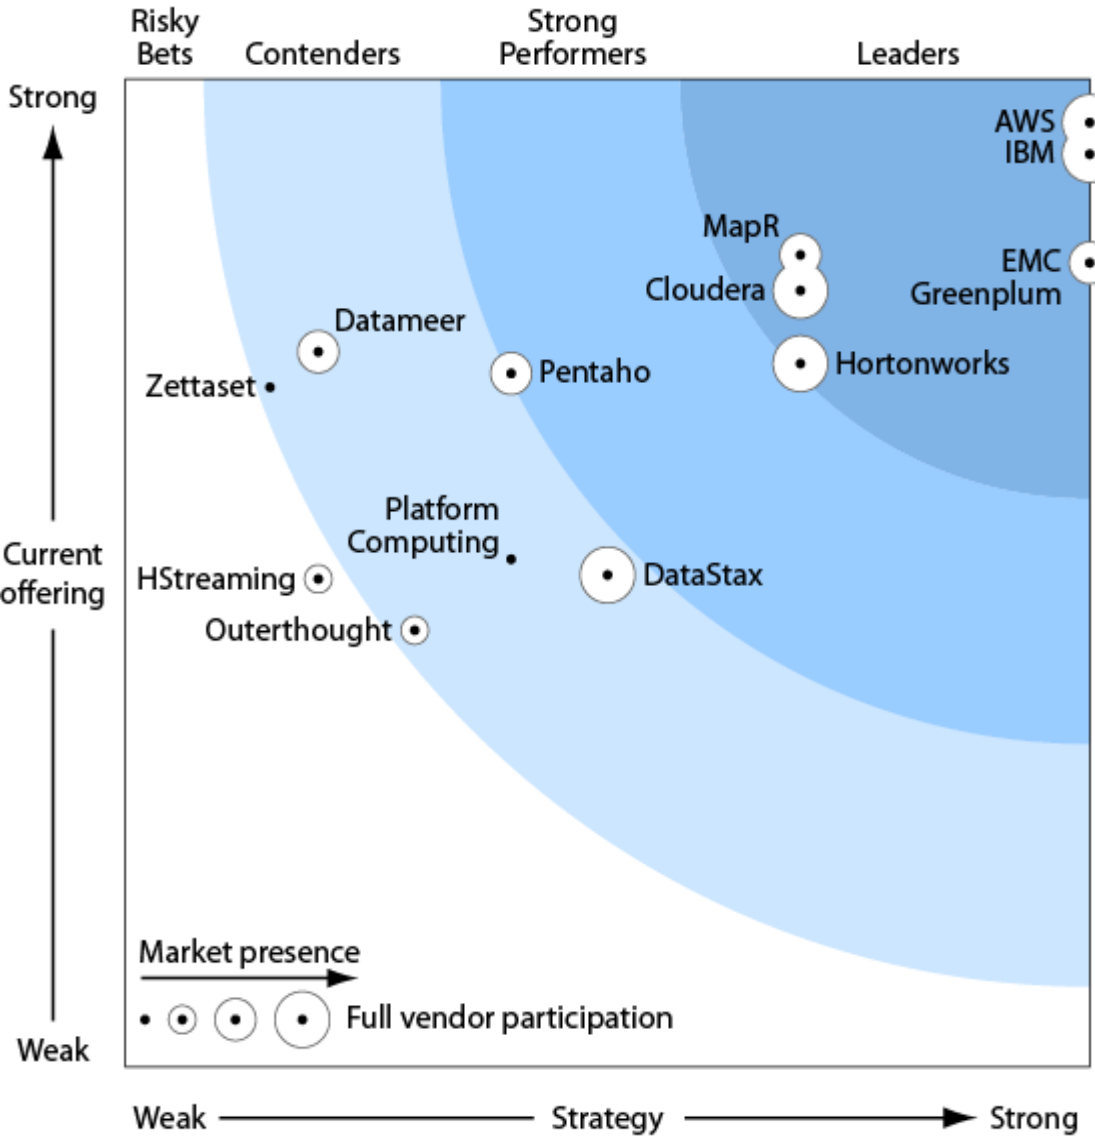 Risky
Bets
Contenders
Strong
Performers
Leaders
Strong
AWS
IBM
MapR
EMC
Greenplum
Cloudera
Datameer
Hortonworks
Pentaho
Zettaset
Platform
Computing
Current
offering
HStreaming
DataStax
Outerthought
Market presence
Full vendor participation
Weak
Weak
Strategy
Strong